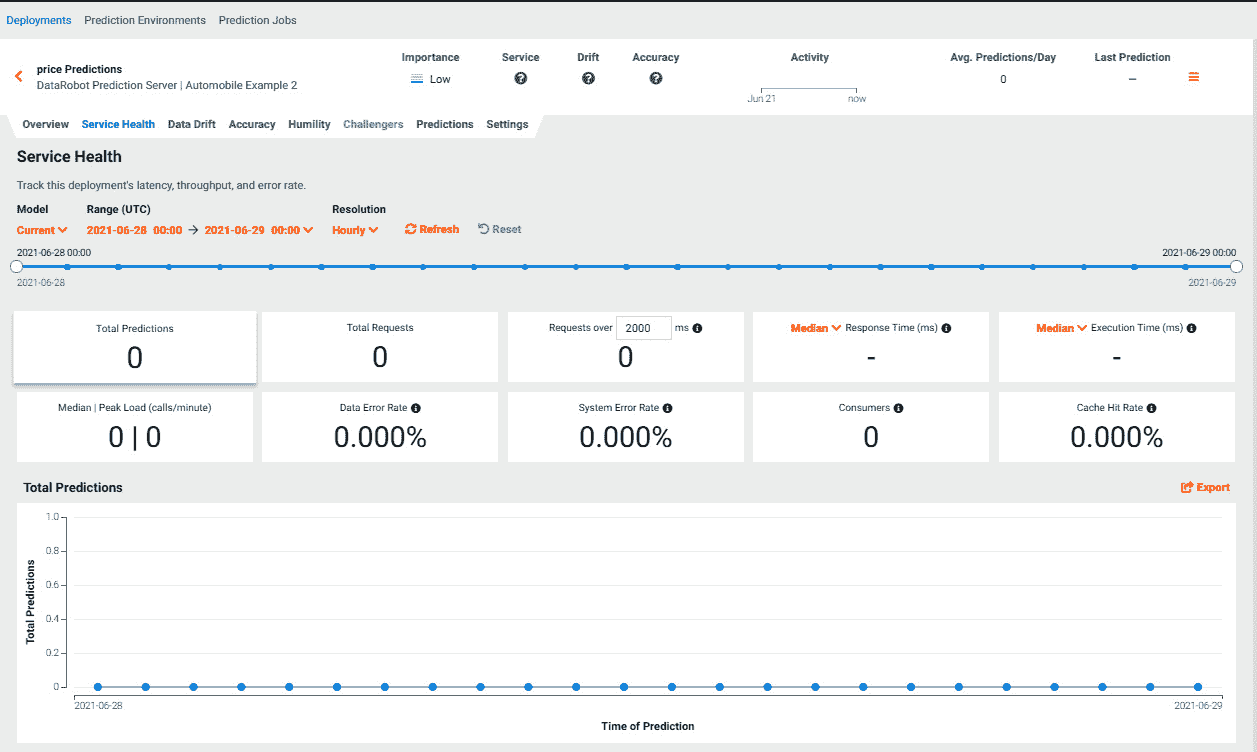 Deployments Prediction Environments Prediction Jobs
price Predictions
DataRobot Prediction Server | Automobile Example 2
Importance Service Drift Accuracy Activity Avg. Predictions/Day Last Prediction
Low ? ? ? 0 –
Jun 21 now
Overview Service Health Data Drift Accuracy Humility Challengers Predictions Settings
Service Health
Track this deployment's latency, throughput, and error rate.
Model Range (UTC) Resolution
Current 2021-06-28 00:00 → 2021-06-29 00:00 Hourly Refresh Reset
2021-06-28 00:00 2021-06-29 00:00
2021-06-28 2021-06-29
Total Predictions Total Requests Requests over 2000 ms Median Response Time (ms) Median Execution Time (ms)
0 0 0 - -
Median | Peak Load (calls/minute) Data Error Rate System Error Rate Consumers Cache Hit Rate
0 | 0 0.000% 0.000% 0 0.000%
Total Predictions Export
1.0
0.8
0.6
0.4
0.2
0
Total Predictions
2021-06-28 2021-06-29
Time of Prediction